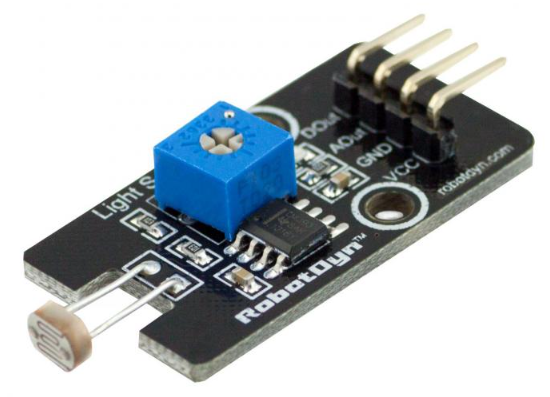 DOut
AOut
GND
VCC
robotdyn.com
Light S
RobotDyn™